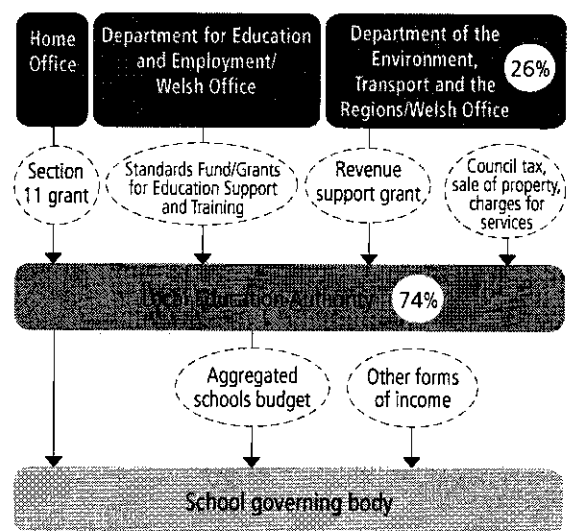 Home
Office
Department for Education
and Employment/
Welsh Office
Department of the
Environment,
Transport and the
Regions/Welsh Office
26%
Section
11 grant
Standards Fund/Grants
for Education Support
and Training
Revenue
support grant
Council tax,
sale of property,
charges for
services
Local Education Authority
74%
Aggregated
schools budget
Other forms
of income
School governing body